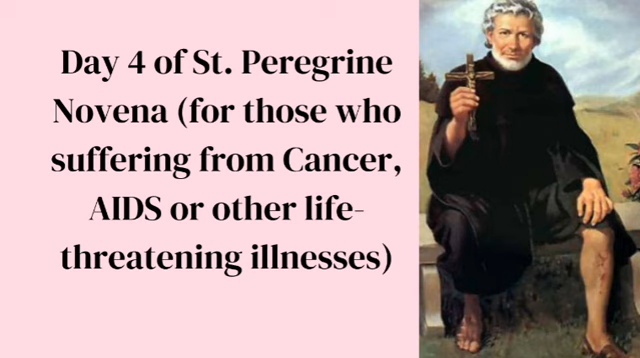 Day 4 of St. Peregrine
Novena (for those who
suffering from Cancer,
AIDS or other life-
threatening illnesses)